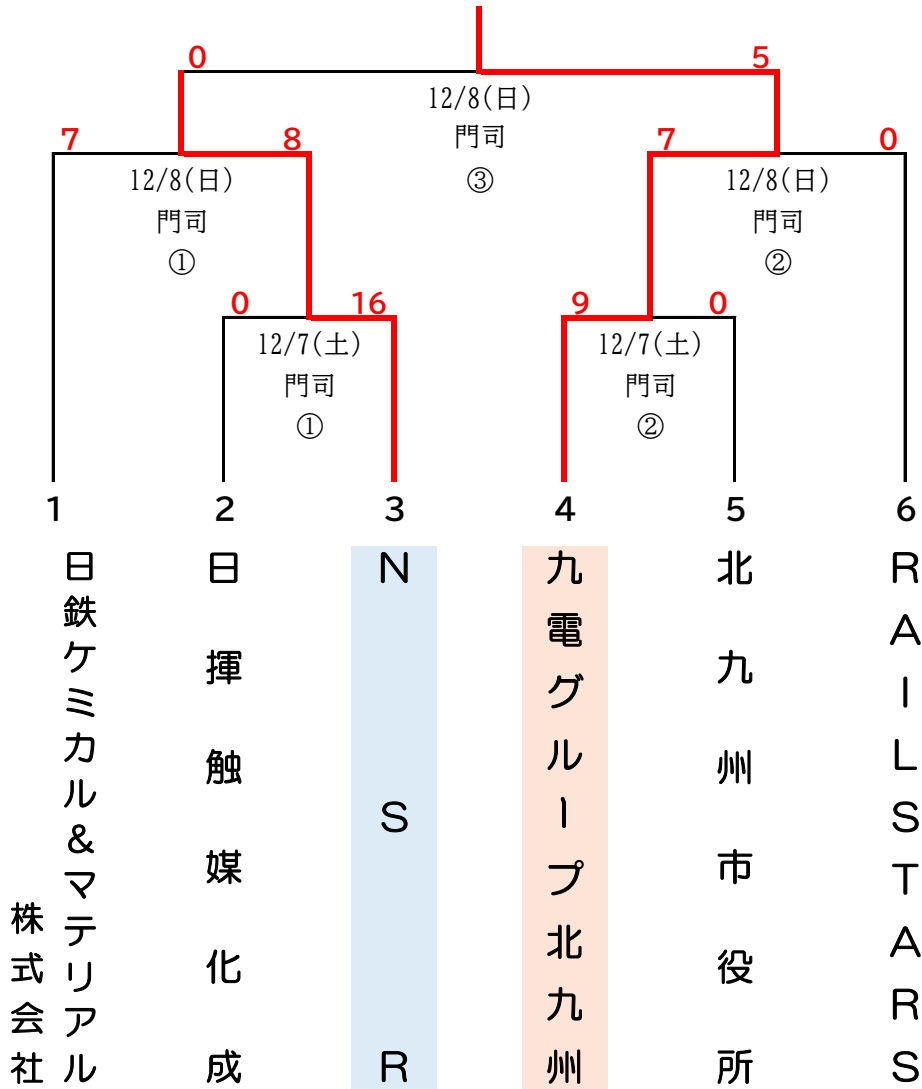 0 5
12/8(日)
門司
③
7 8 7 0
12/8(日)
門司
①
12/8(日)
門司
②
0 16 9 0
12/7(土)
門司
①
12/7(土)
門司
②
1 2 3 4 5 6
日鉄ケミカル&マテリアル
株式会社
日揮触媒化成
NSR
九電グループ北九州
北九州市役所
RAILSTARS